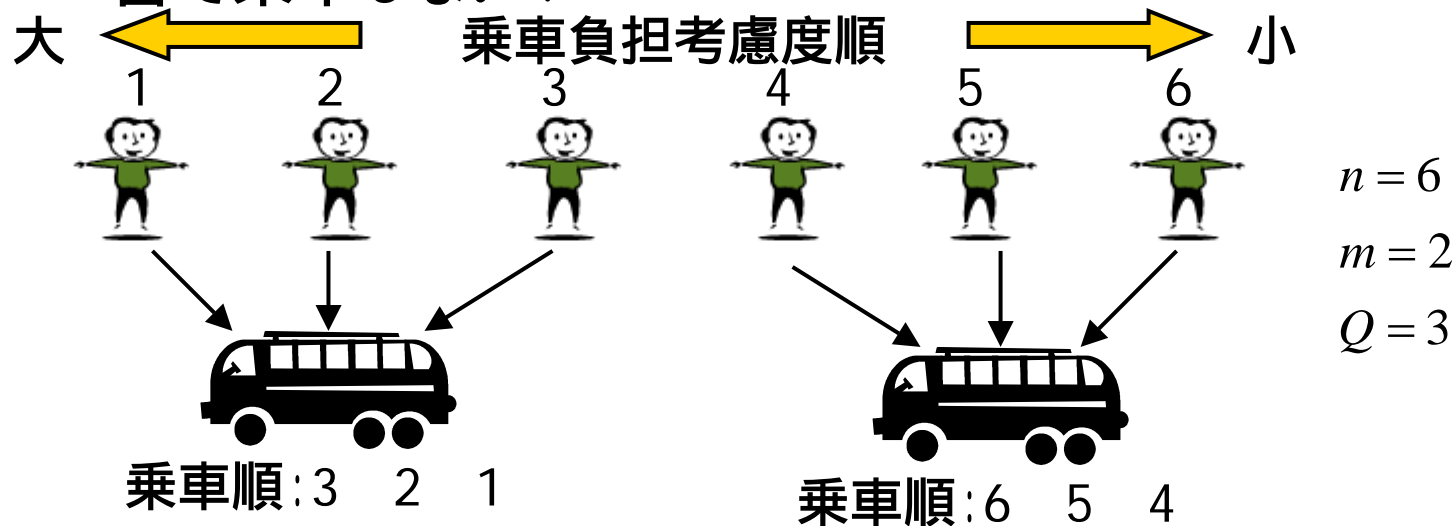 大 乗車負担考慮度順 小
1 2 3 4 5 6
n = 6
m = 2
Q = 3
乗車順:3 2 1
乗車順:6 5 4